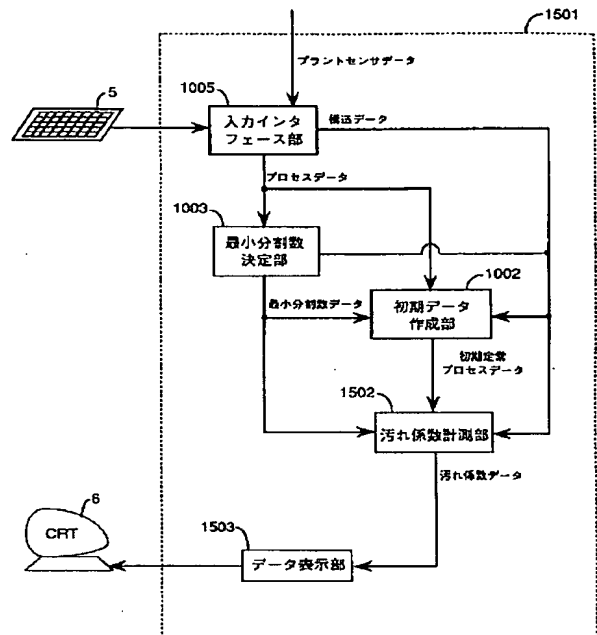 1501
プラントセンサデータ
5
1005
入力インタ
フェース部
構造データ
プロセスデータ
1003
最小分割数
決定部
1002
最小分割数データ
初期データ
作成部
初期定常
プロセスデータ
1502
汚れ係数計測部
汚れ係数データ
6
CRT
1503
データ表示部